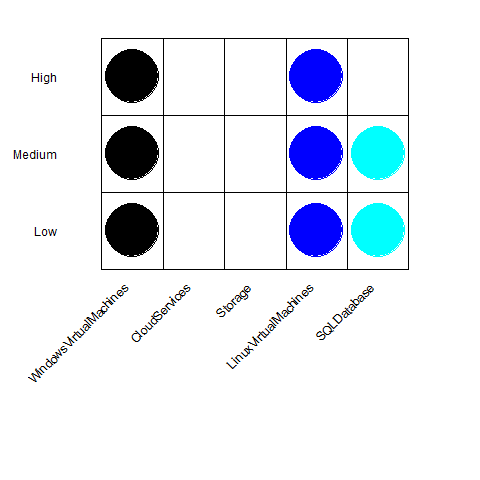 High
Medium
Low
WindowsVirtualMachines
CloudServices
Storage
LinuxVirtualMachines
SQLDatabase